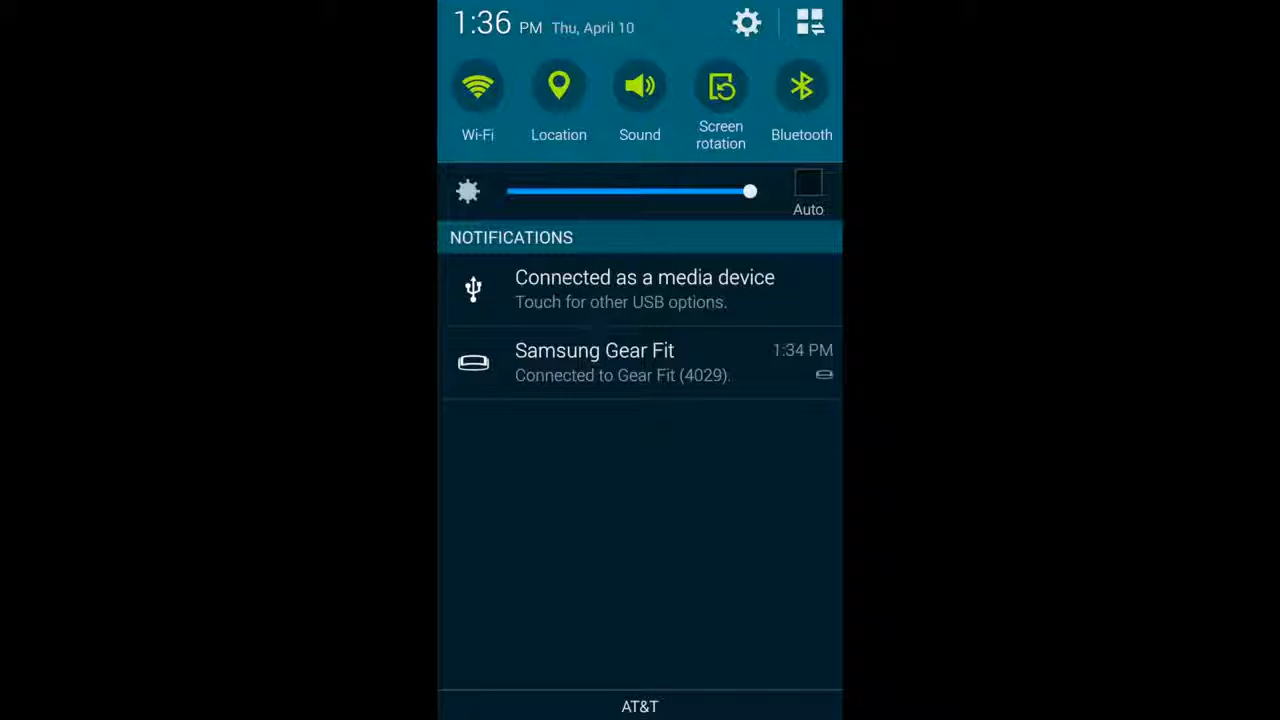 1:36 PM Thu, April 10
Wi-Fi Location Sound Screen rotation Bluetooth
Auto
NOTIFICATIONS
Connected as a media device
Touch for other USB options.
Samsung Gear Fit 1:34 PM
Connected to Gear Fit (4029).
AT&T